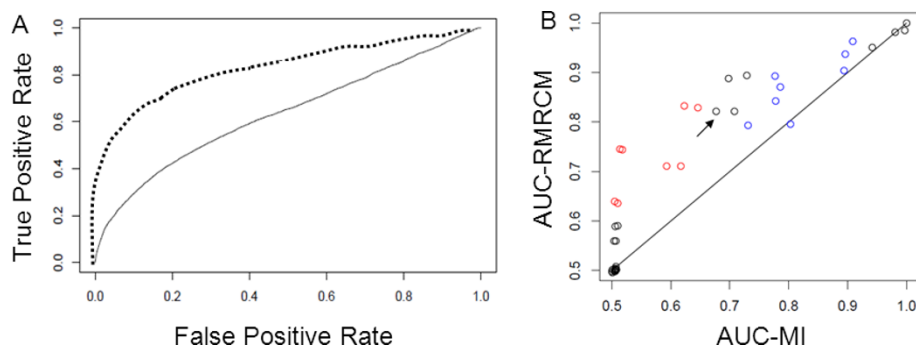 A
True Positive Rate
1.0
0.8
0.6
0.4
0.2
0.0
0.0 0.2 0.4 0.6 0.8 1.0
False Positive Rate
B
AUC-RMRCM
1.0
0.9
0.8
0.7
0.6
0.5
0.5 0.6 0.7 0.8 0.9 1.0
AUC-MI